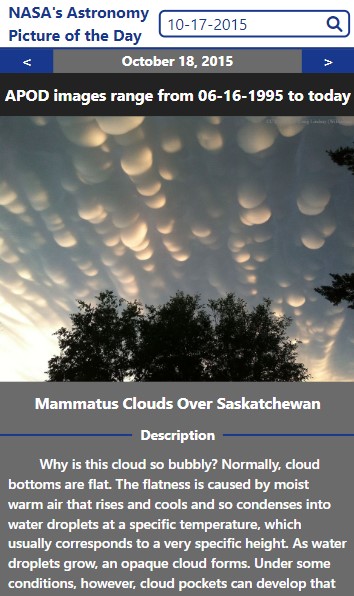 NASA's Astronomy
Picture of the Day
10-17-2015
< October 18, 2015 >
APOD images range from 06-16-1995 to today
Mammatus Clouds Over Saskatchewan
Description
Why is this cloud so bubbly? Normally, cloud
bottoms are flat. The flatness is caused by moist
warm air that rises and cools and so condenses into
water droplets at a specific temperature, which
usually corresponds to a very specific height. As water
droplets grow, an opaque cloud forms. Under some
conditions, however, cloud pockets can develop that